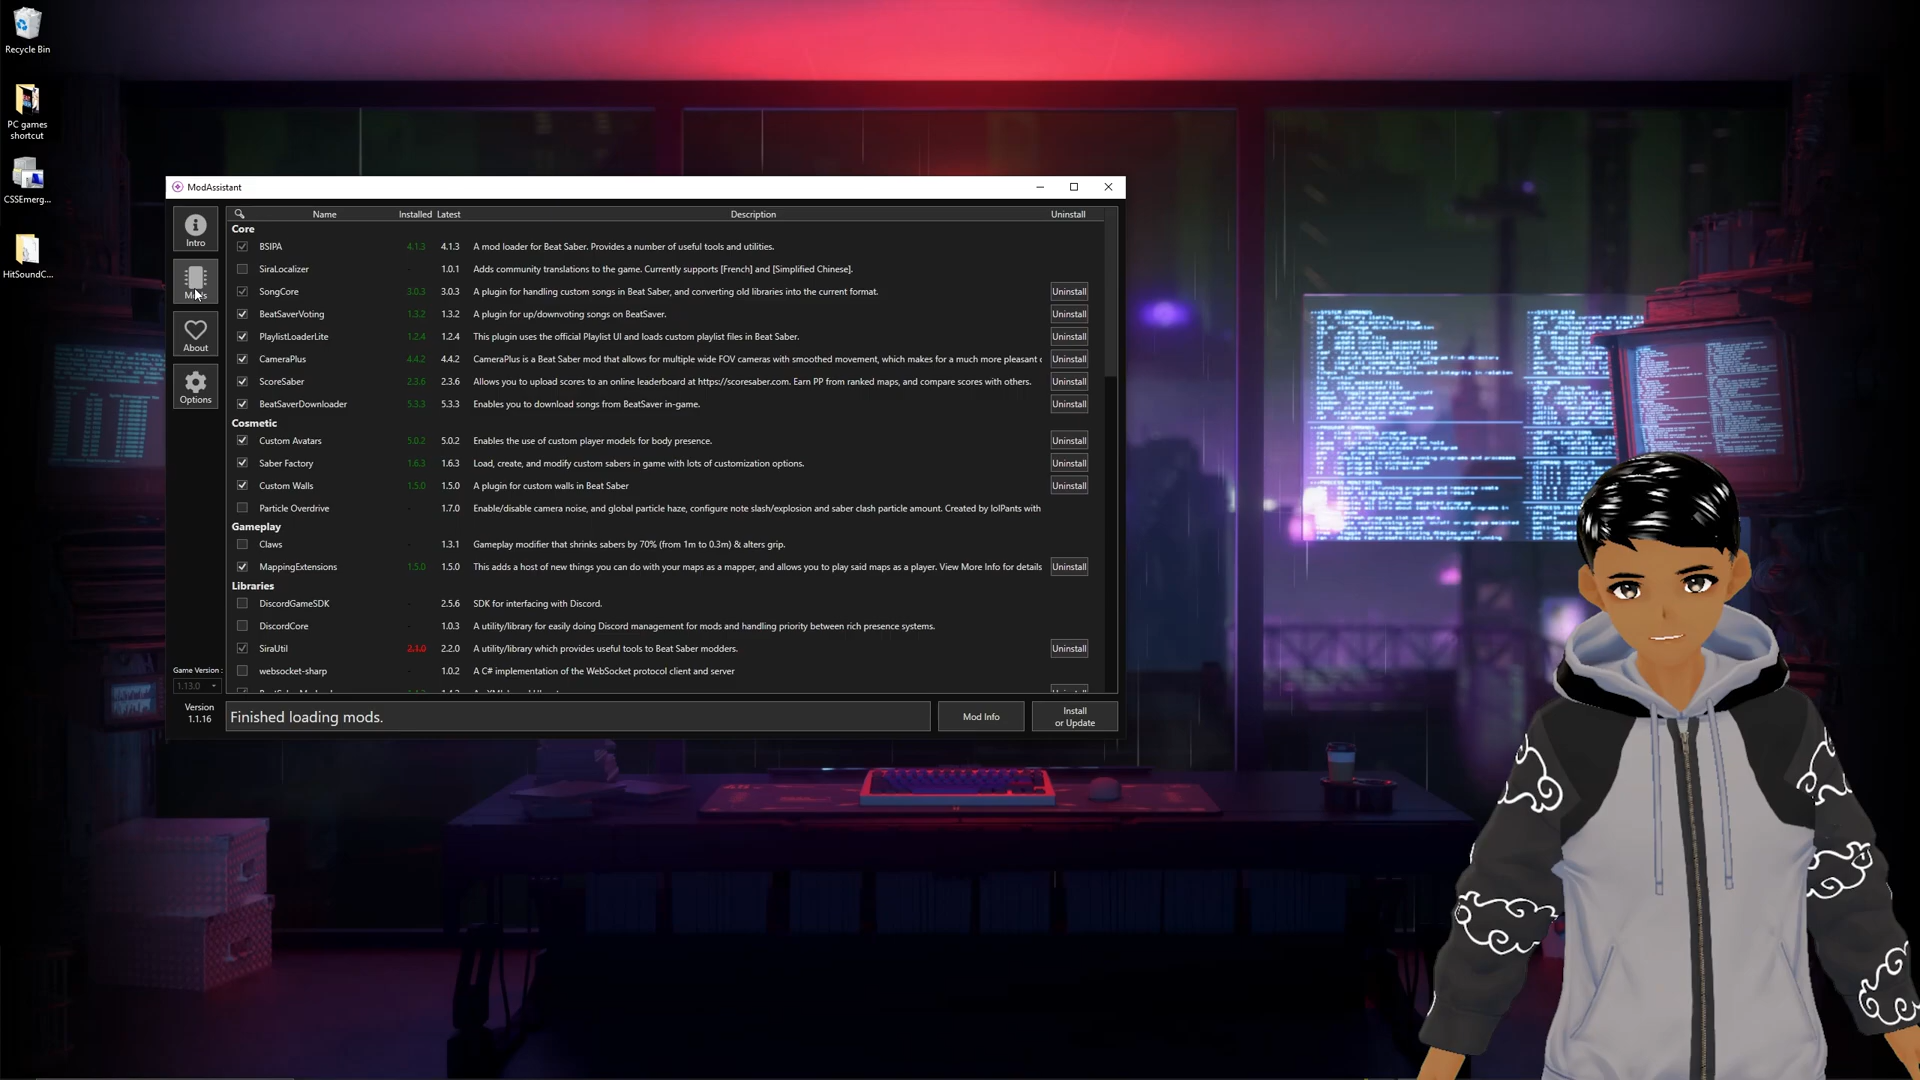 Recycle Bin
PC games
shortcut
CSSEmerg...
HitSoundC...
ModAssistant
Intro
About
Options
Game Version :
1.13.0
Version
1.1.16
Name Installed Latest Description Uninstall
Core
BSIPA 4.1.3 4.1.3 A mod loader for Beat Saber. Provides a number of useful tools and utilities.
SiraLocalizer - 1.0.1 Adds community translations to the game. Currently supports [French] and [Simplified Chinese].
SongCore 3.0.3 3.0.3 A plugin for handling custom songs in Beat Saber, and converting old libraries into the current format. Uninstall
BeatSaverVoting 1.3.2 1.3.2 A plugin for up/downvoting songs on BeatSaver. Uninstall
PlaylistLoaderLite 1.2.4 1.2.4 This plugin uses the official Playlist UI and loads custom playlist files in Beat Saber. Uninstall
CameraPlus 4.4.2 4.4.2 CameraPlus is a Beat Saber mod that allows for multiple wide FOV cameras with smoothed movement, which makes for a much more pleasant Uninstall
ScoreSaber 2.3.6 2.3.6 Allows you to upload scores to an online leaderboard at https://scoresaber.com. Earn PP from ranked maps, and compare scores with others. Uninstall
BeatSaverDownloader 5.3.3 5.3.3 Enables you to download songs from BeatSaver in-game. Uninstall
Cosmetic
Custom Avatars 5.0.2 5.0.2 Enables the use of custom player models for body presence. Uninstall
Saber Factory 1.6.3 1.6.3 Load, create, and modify custom sabers in game with lots of customization options. Uninstall
Custom Walls 1.5.0 1.5.0 A plugin for custom walls in Beat Saber Uninstall
Particle Overdrive - 1.7.0 Enable/disable camera noise, and global particle haze, configure note slash/explosion and saber clash particle amount. Created by lolPants with
Gameplay
Claws - 1.3.1 Gameplay modifier that shrinks sabers by 70% (from 1m to 0.3m) & alters grip.
MappingExtensions 1.5.0 1.5.0 This adds a host of new things you can do with your maps as a mapper, and allows you to play said maps as a player. View More Info for details Uninstall
Libraries
DiscordGameSDK - 2.5.6 SDK for interfacing with Discord.
DiscordCore - 1.0.3 A utility/library for easily doing Discord management for mods and handling priority between rich presence systems.
SiraUtil 2.1.0 2.2.0 A utility/library which provides useful tools to Beat Saber modders. Uninstall
websocket-sharp - 1.0.2 A C# implementation of the WebSocket protocol client and server
Finished loading mods.
Mod Info
Install
or Update